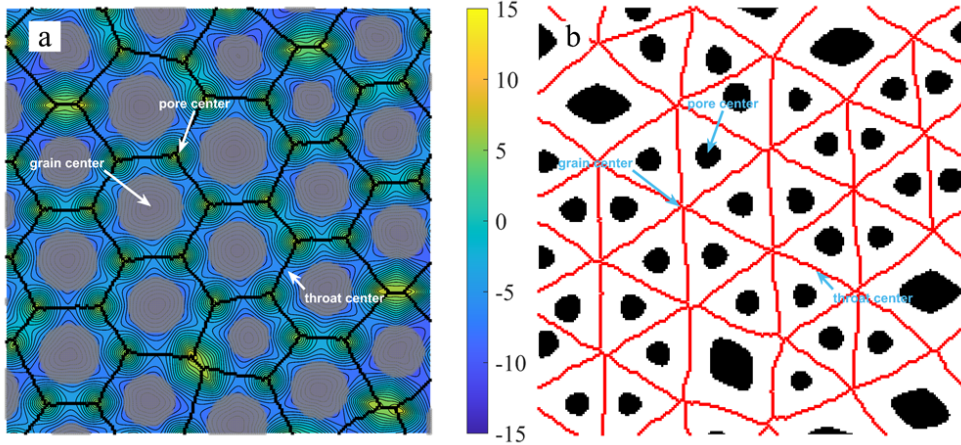 a
pore center
grain center
throat center
15
10
5
0
-5
-10
-15
b
pore center
grain center
throat center